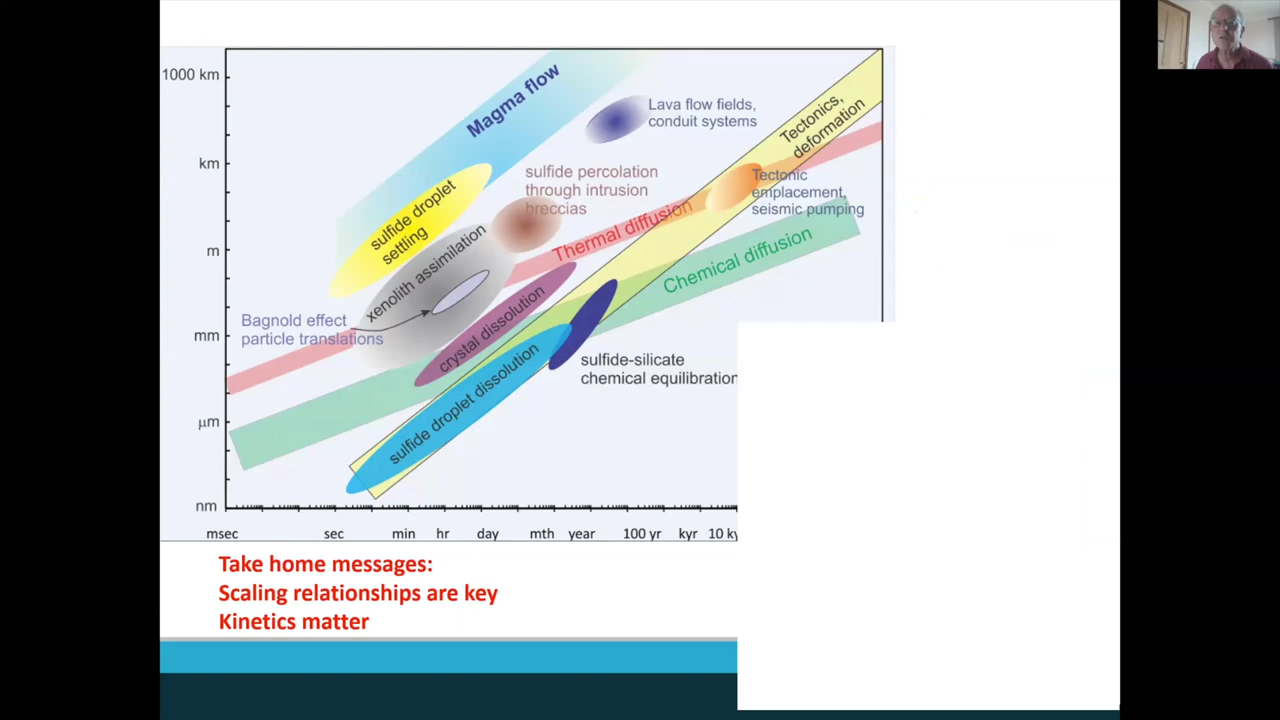 1000 km
km
m
mm
µm
nm
Magma flow
Lava flow fields,
conduit systems
Tectonics,
deformation
sulfide percolation
through intrusion
breccias
sulfide droplet
settling
Tectonic
emplacement,
seismic pumping
xenolith assimilation
Thermal diffusion
Chemical diffusion
Bagnold effect
particle translations
crystal dissolution
sulfide droplet dissolution
sulfide-silicate
chemical equilibration
msec sec min hr day mth year 100 yr kyr 10 ky
Take home messages:
Scaling relationships are key
Kinetics matter